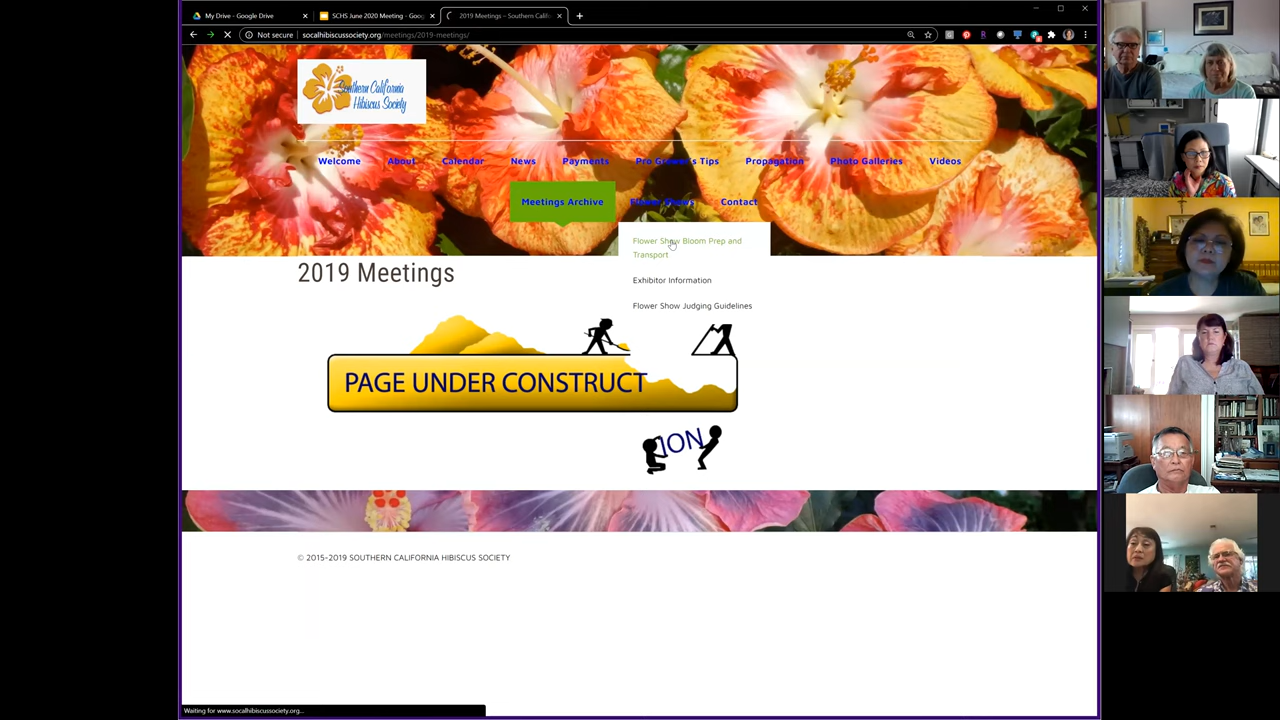 My Drive - Google Drive
SCHS June 2020 Meeting - Goo
2019 Meetings – Southern Calif
Not secure
socalhibiscussociety.org/meetings/2019-meetings/
Southern California
Hibiscus Society
Welcome
About
Calendar
News
Payments
Pro Grower's Tips
Propagation
Photo Galleries
Videos
Meetings Archive
Flower Shows
Contact
Flower Show Bloom Prep and
Transport
Exhibitor Information
Flower Show Judging Guidelines
2019 Meetings
PAGE UNDER CONSTRUCT
ION
© 2015-2019 SOUTHERN CALIFORNIA HIBISCUS SOCIETY
Waiting for www.socalhibiscussociety.org...